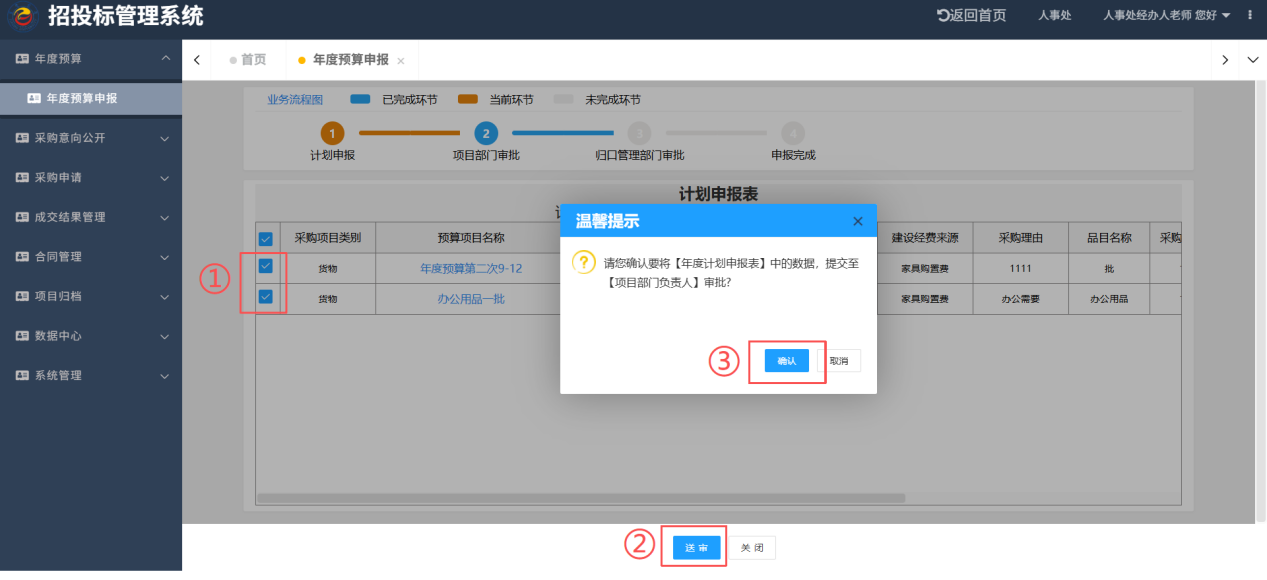 招投标管理系统
返回首页 人事处 人事处经办人老师 您好
年度预算
首页 年度预算申报
年度预算申报
采购意向公开
采购申请
成交结果管理
合同管理
项目归档
数据中心
系统管理
业务流程图 已完成环节 当前环节 未完成环节
1 2 3 4
计划申报 项目部门审批 归口管理部门审批 申报完成
计划申报表
采购项目类别 预算项目名称 建设经费来源 采购理由 品目名称 采购
货物 年度预算第二次9-12 家具购置费 1111 批
货物 办公用品一批 家具购置费 办公需要 办公用品
①
温馨提示
请您确认要将【年度计划申报表】中的数据，提交至
【项目部门负责人】审批?
③ 确认 取消
② 送审 关闭